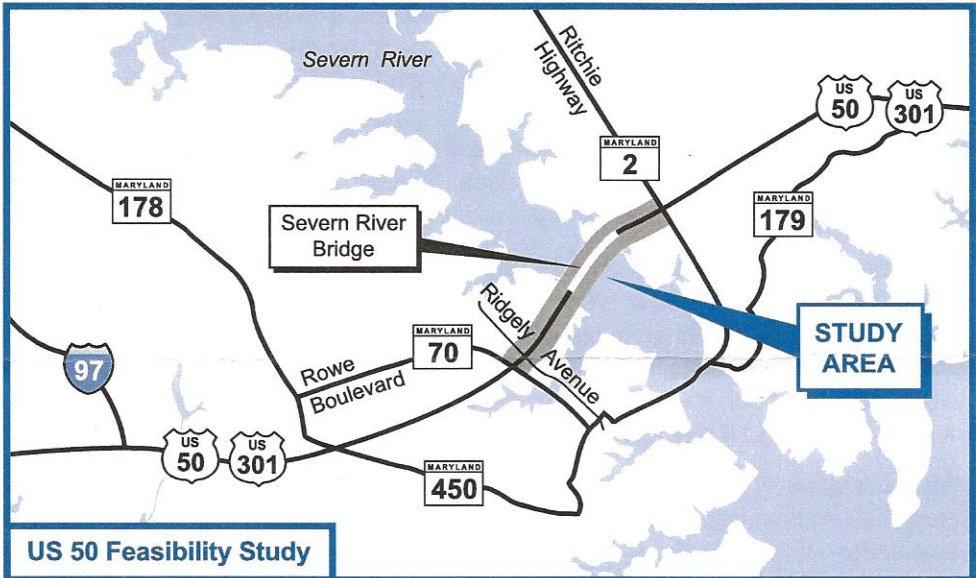 Severn River
Ritchie
Highway
US
50
US
301
MARYLAND
2
MARYLAND
178
MARYLAND
179
Severn River
Bridge
Ridgely
Avenue
MARYLAND
70
STUDY
AREA
97
Rowe
Boulevard
US
50
US
301
MARYLAND
450
US 50 Feasibility Study